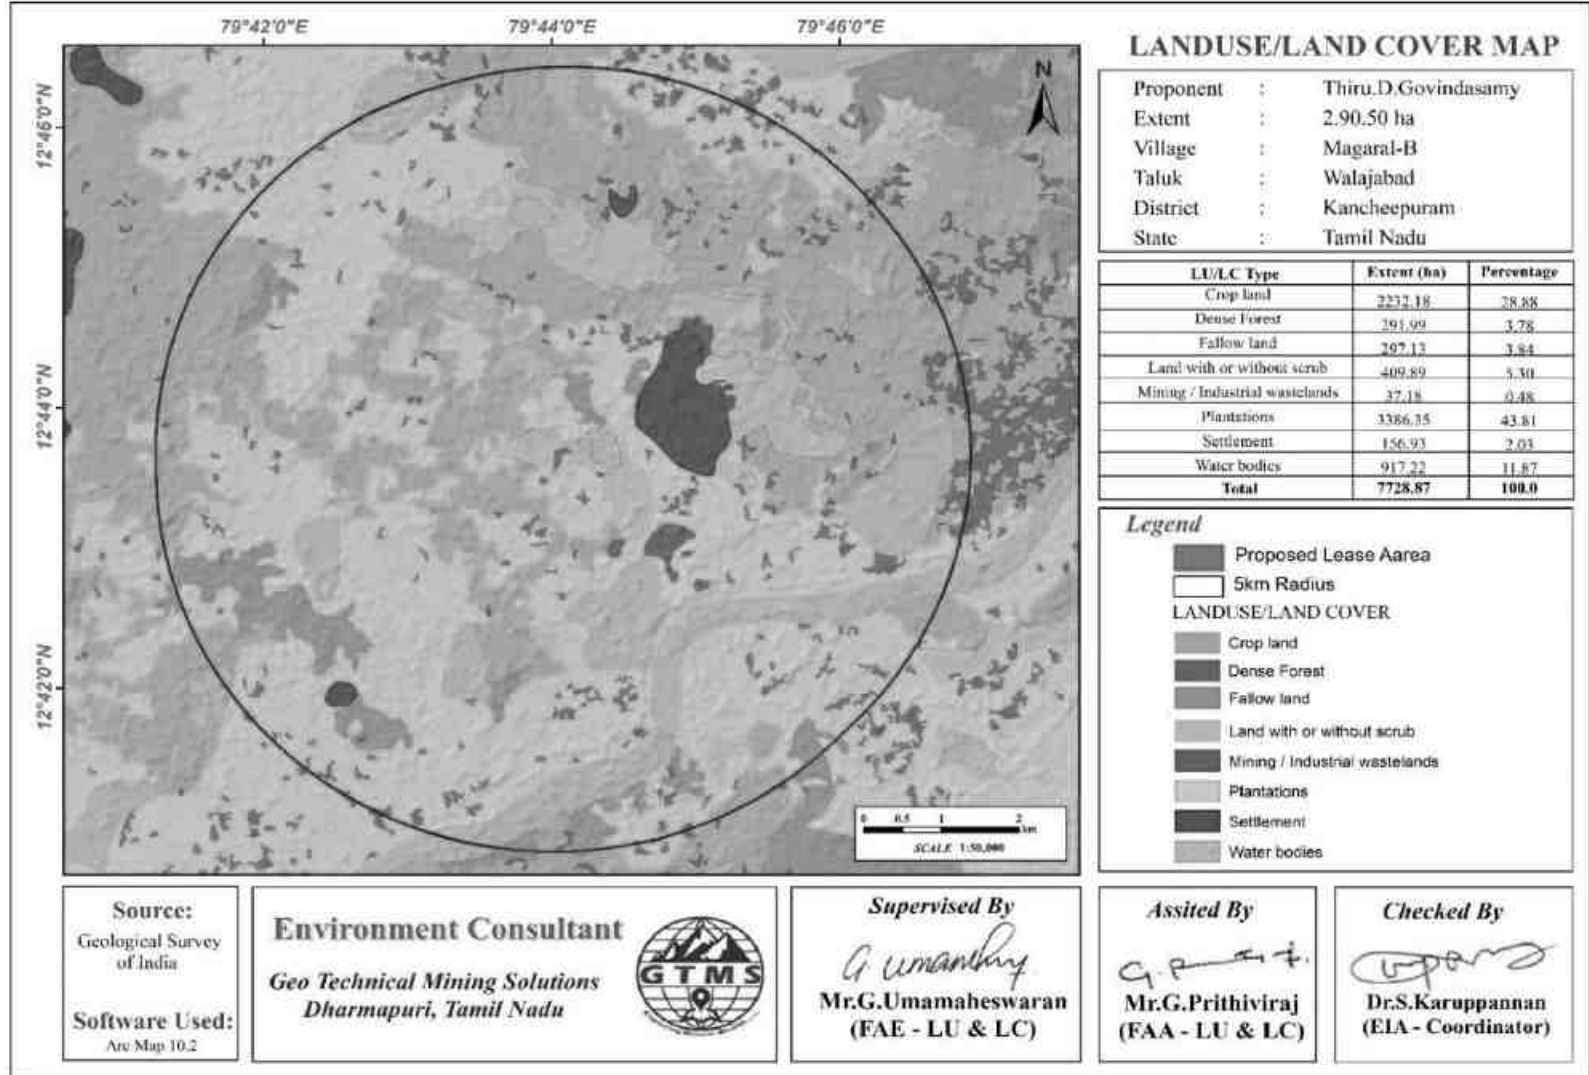 79°42'0"E
79°44'0"E
79°46'0"E
12°46'0"N
12°44'0"N
12°42'0"N
N
0 0.5 1 2
km
SCALE 1:50,000
LANDUSE/LAND COVER MAP
Proponent : Thiru.D.Govindasamy
Extent : 2.90.50 ha
Village : Magaral-B
Taluk : Walajabad
District : Kancheepuram
State : Tamil Nadu
LU/LC Type Extent (ha) Percentage
Crop land 2232.18 28.88
Dense Forest 291.99 3.78
Fallow land 297.13 3.84
Land with or without scrub 409.89 5.30
Mining / Industrial wastelands 37.18 0.48
Plantations 3386.35 43.81
Settlement 156.93 2.03
Water bodies 917.22 11.87
Total 7728.87 100.0
Legend
Proposed Lease Aarea
5km Radius
LANDUSE/LAND COVER
Crop land
Dense Forest
Fallow land
Land with or without scrub
Mining / Industrial wastelands
Plantations
Settlement
Water bodies
Source:
Geological Survey
of India
Software Used:
Arc Map 10.2
Environment Consultant
Geo Technical Mining Solutions
Dharmapuri, Tamil Nadu
GTMS
Supervised By
Mr.G.Umamaheswaran
(FAE - LU & LC)
Assited By
Mr.G.Prithiviraj
(FAA - LU & LC)
Checked By
Dr.S.Karuppannan
(EIA - Coordinator)